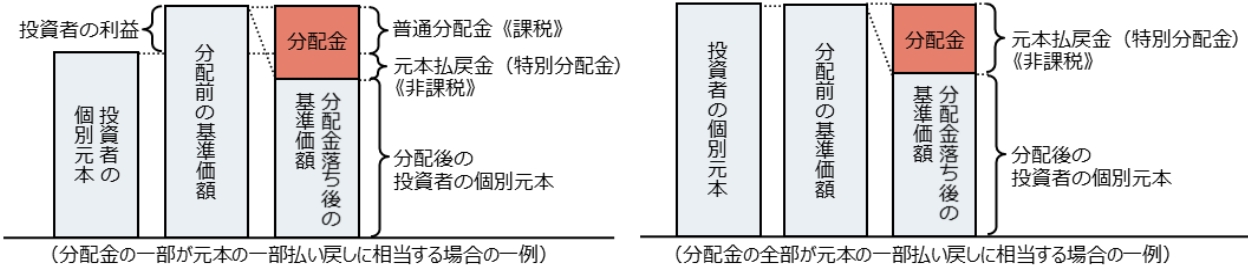 投資者の利益
投資者の
個別元本
分配前の基準価額
分配金
分配金落ち後の
基準価額
普通分配金《課税》
元本払戻金（特別分配金）
《非課税》
分配後の
投資者の個別元本
（分配金の一部が元本の一部払い戻しに相当する場合の一例）
投資者の個別元本
分配前の基準価額
分配金
分配金落ち後の
基準価額
元本払戻金（特別分配金）
《非課税》
分配後の
投資者の個別元本
（分配金の全部が元本の一部払い戻しに相当する場合の一例）